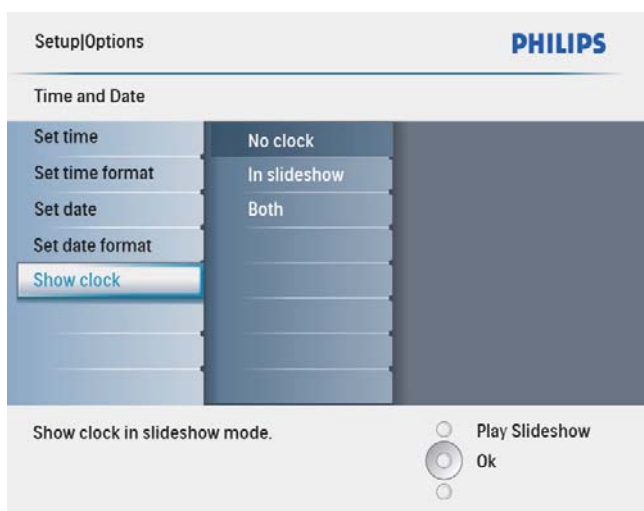 Setup|Options
PHILIPS
Time and Date
Set time
Set time format
Set date
Set date format
Show clock
No clock
In slideshow
Both
Show clock in slideshow mode.
Play Slideshow
Ok